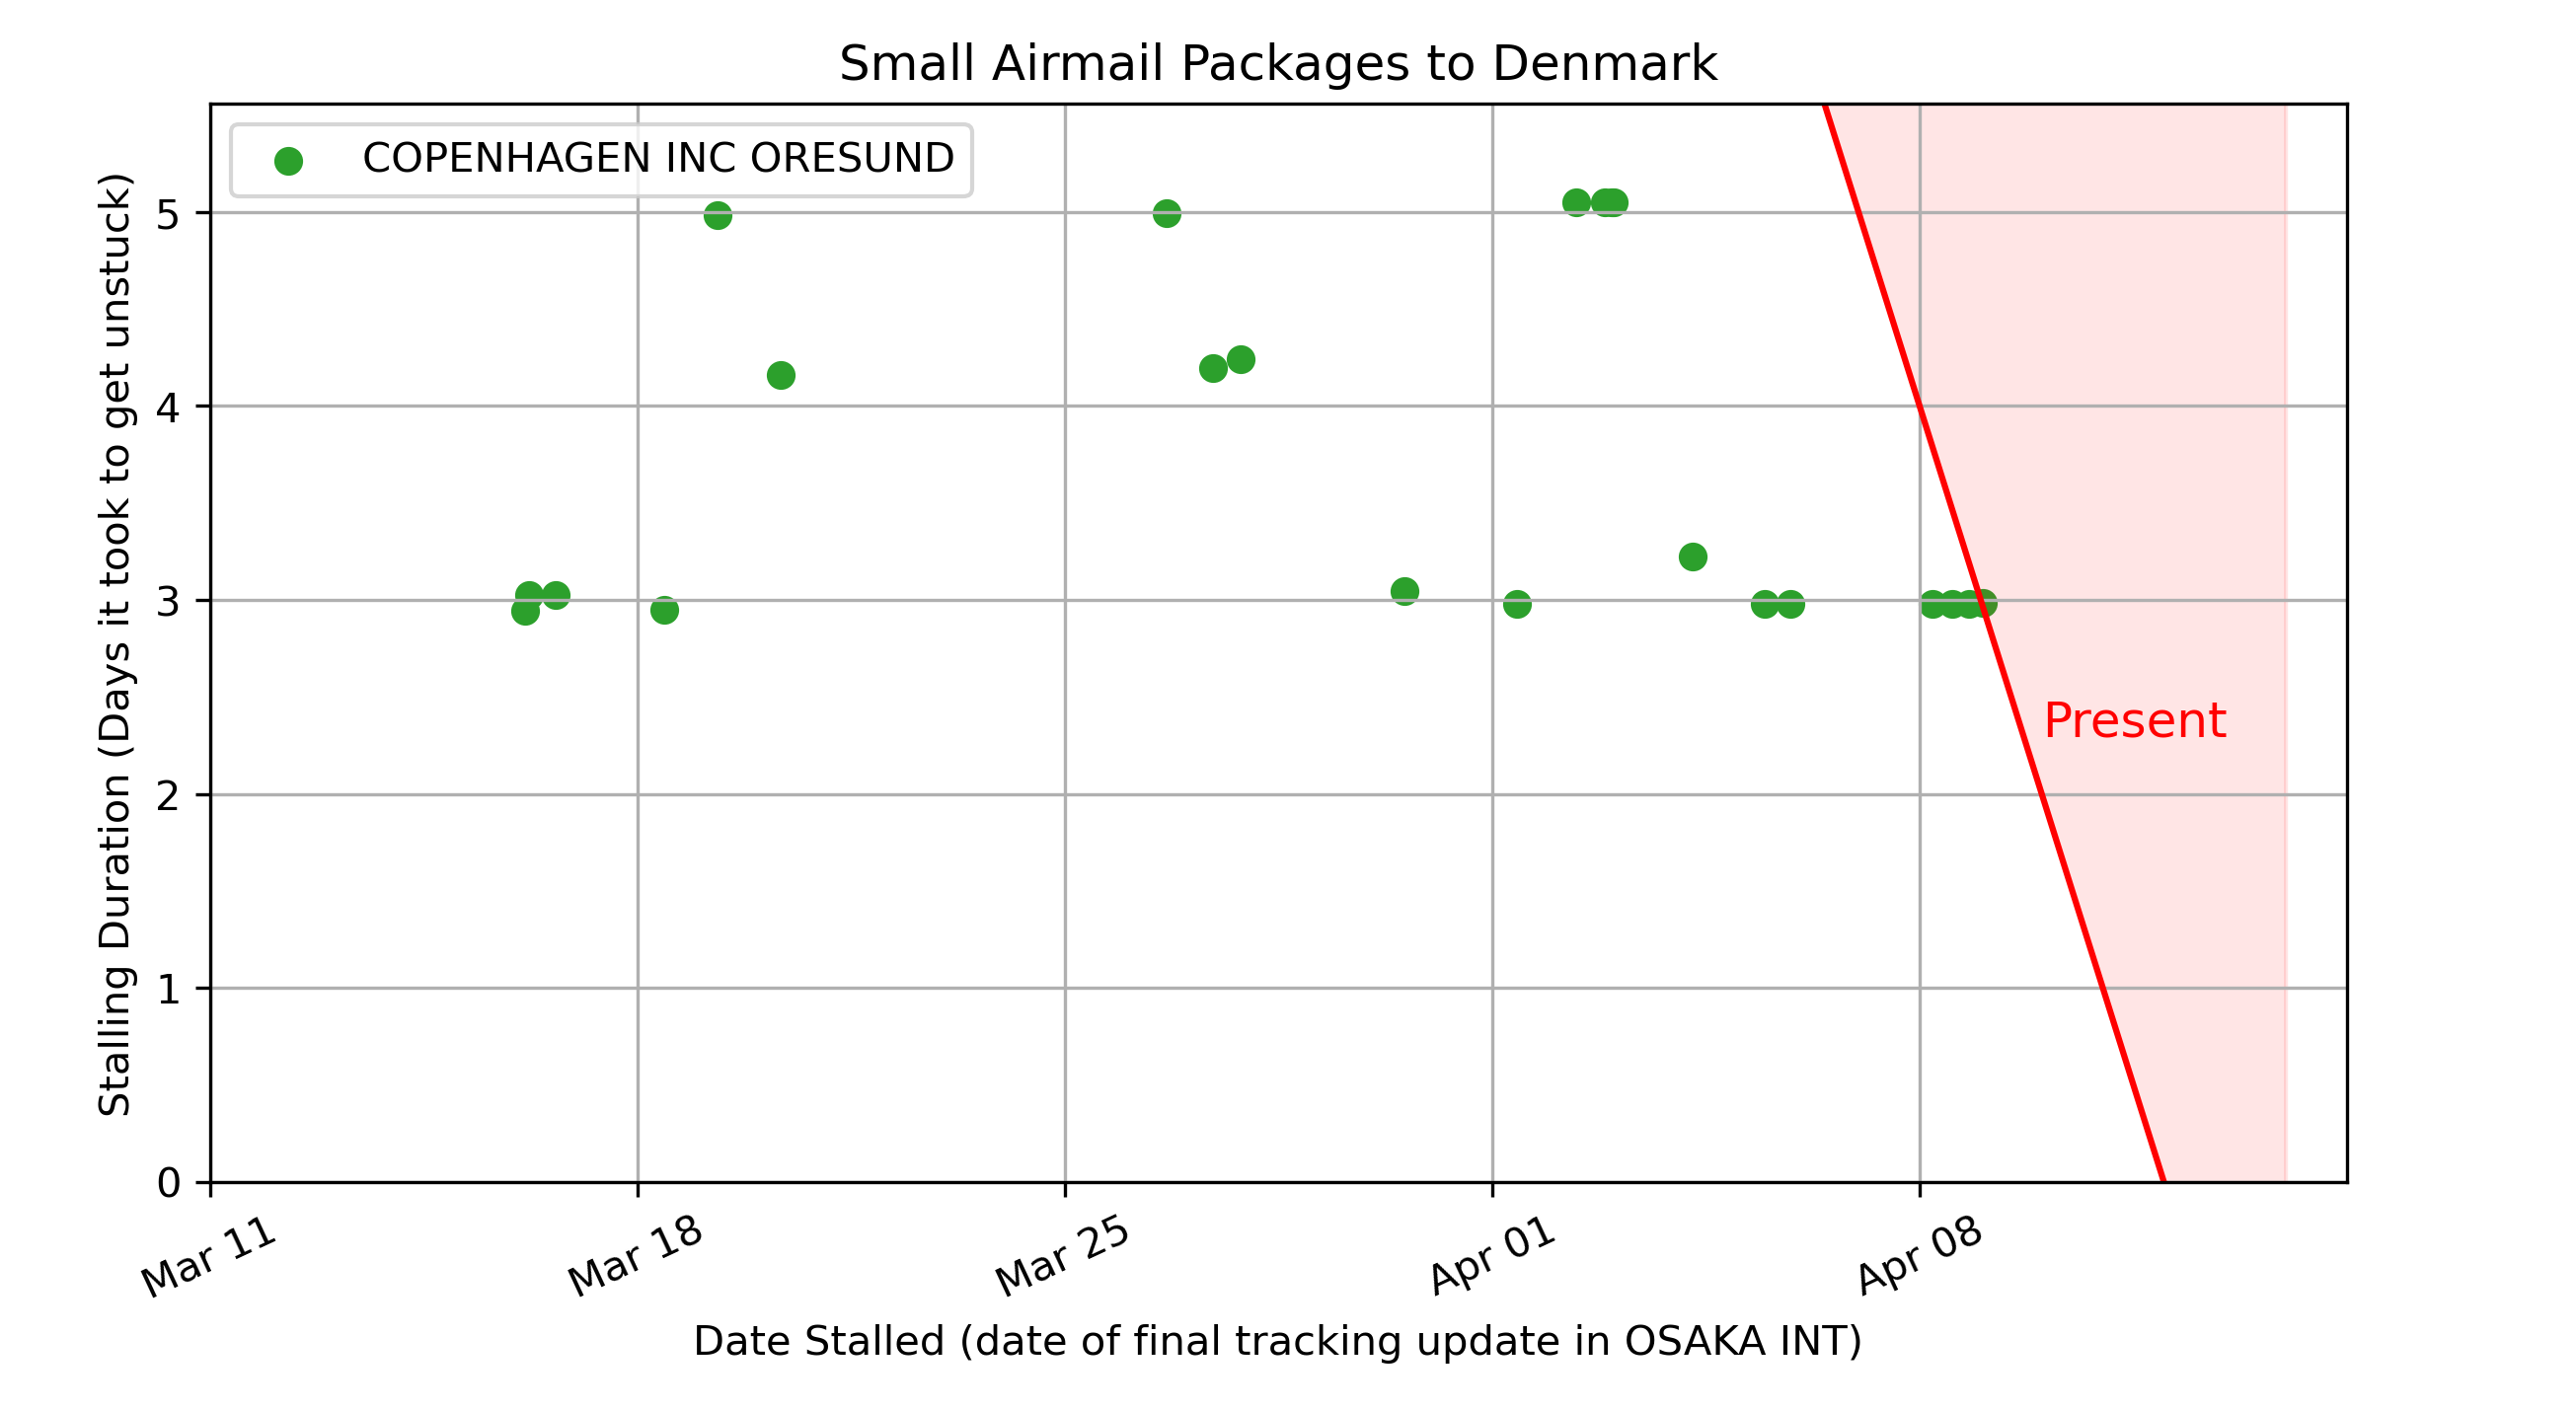 Small Airmail Packages to Denmark
COPENHAGEN INC ORESUND
Stalling Duration (Days it took to get unstuck)
5
4
3
2
1
0
Present
Mar 11
Mar 18
Mar 25
Apr 01
Apr 08
Date Stalled (date of final tracking update in OSAKA INT)